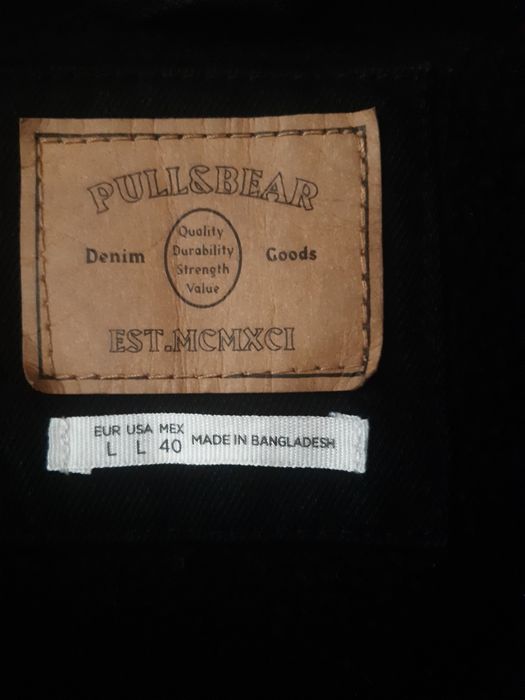 PULL&BEAR
Denim
Quality
Durability
Strength
Value
Goods
EST.MCMXCI
EUR USA MEX
L L 40
MADE IN BANGLADESH